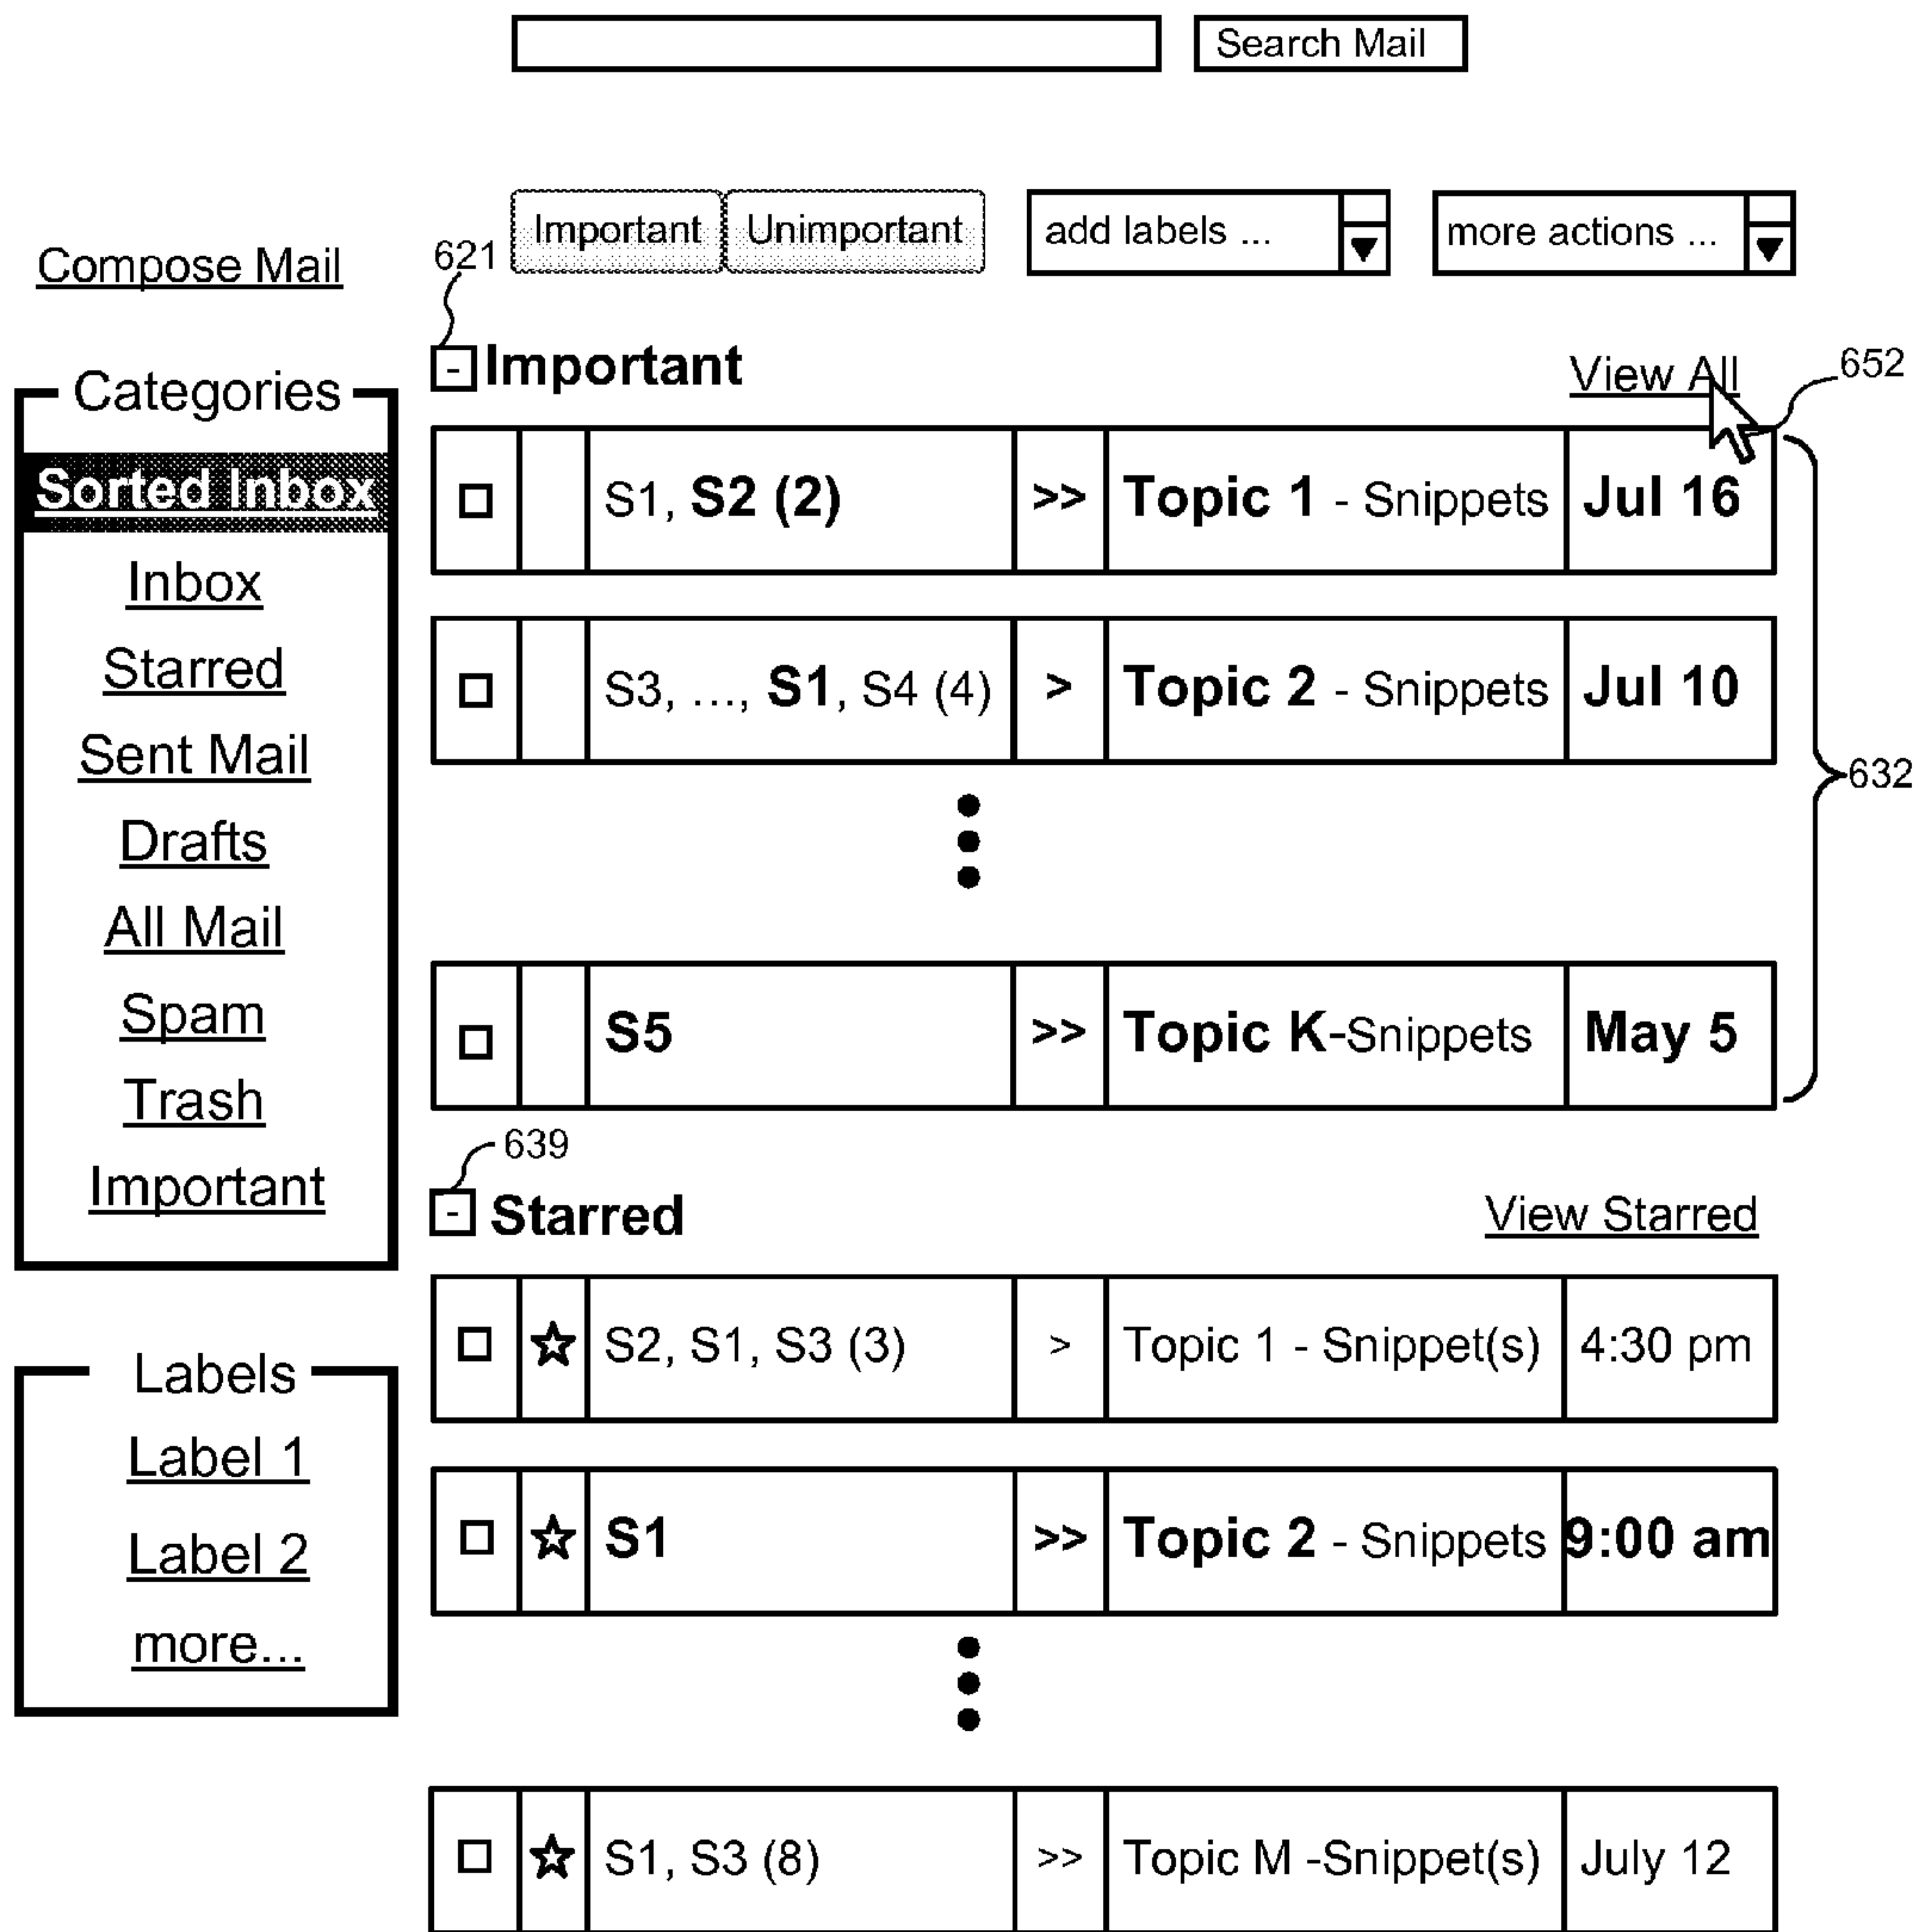 Search Mail
Important Unimportant add labels ... more actions ...
Compose Mail
621
- Important View All 652
Categories
Sorted Inbox
Inbox
Starred
Sent Mail
Drafts
All Mail
Spam
Trash
Important
S1, S2 (2) >> Topic 1 - Snippets Jul 16
S3, ..., S1, S4 (4) > Topic 2 - Snippets Jul 10
632
S5 >> Topic K-Snippets May 5
639
- Starred View Starred
S2, S1, S3 (3) > Topic 1 - Snippet(s) 4:30 pm
S1 >> Topic 2 - Snippets 9:00 am
S1, S3 (8) >> Topic M -Snippet(s) July 12
Labels
Label 1
Label 2
more...